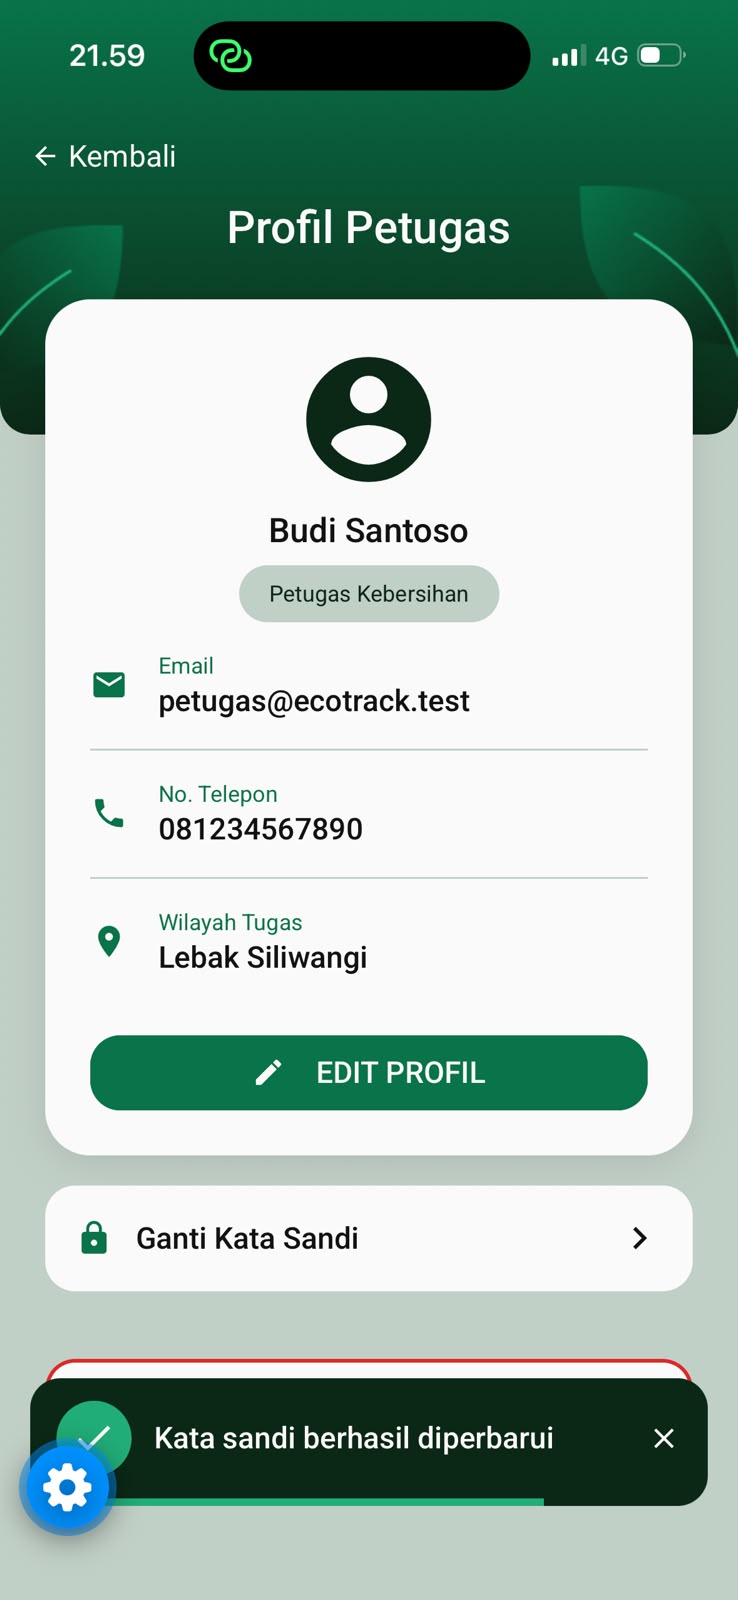 21.59
4G
Kembali
Profil Petugas
Budi Santoso
Petugas Kebersihan
Email
petugas@ecotrack.test
No. Telepon
081234567890
Wilayah Tugas
Lebak Siliwangi
EDIT PROFIL
Ganti Kata Sandi
Kata sandi berhasil diperbarui